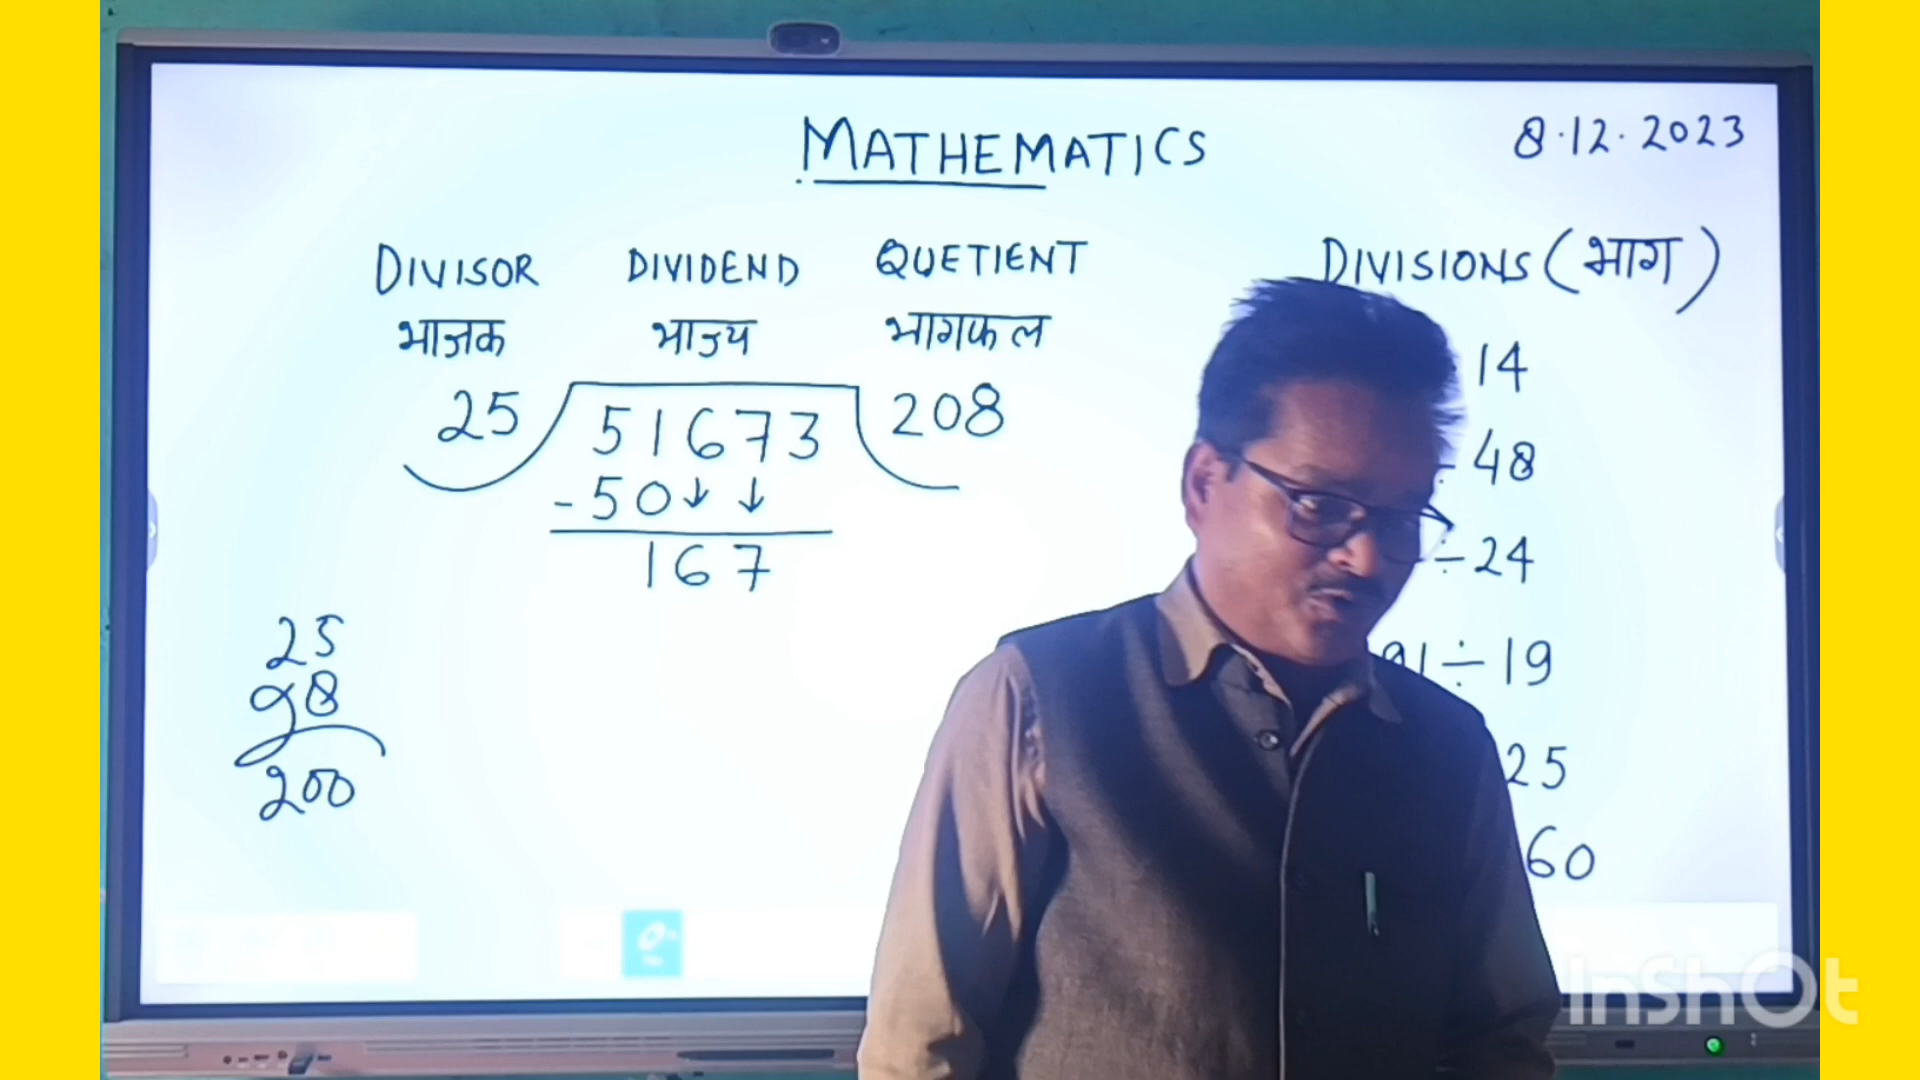 MATHEMATICS
8.12.2023
DIVISOR DIVIDEND QUETIENT
भाजक भाज्य भागफल
25 51673 208
-50↓ ↓
167
25
98
200
DIVISIONS (भाग)
14
48
÷24
91÷19
25
60
InShOt